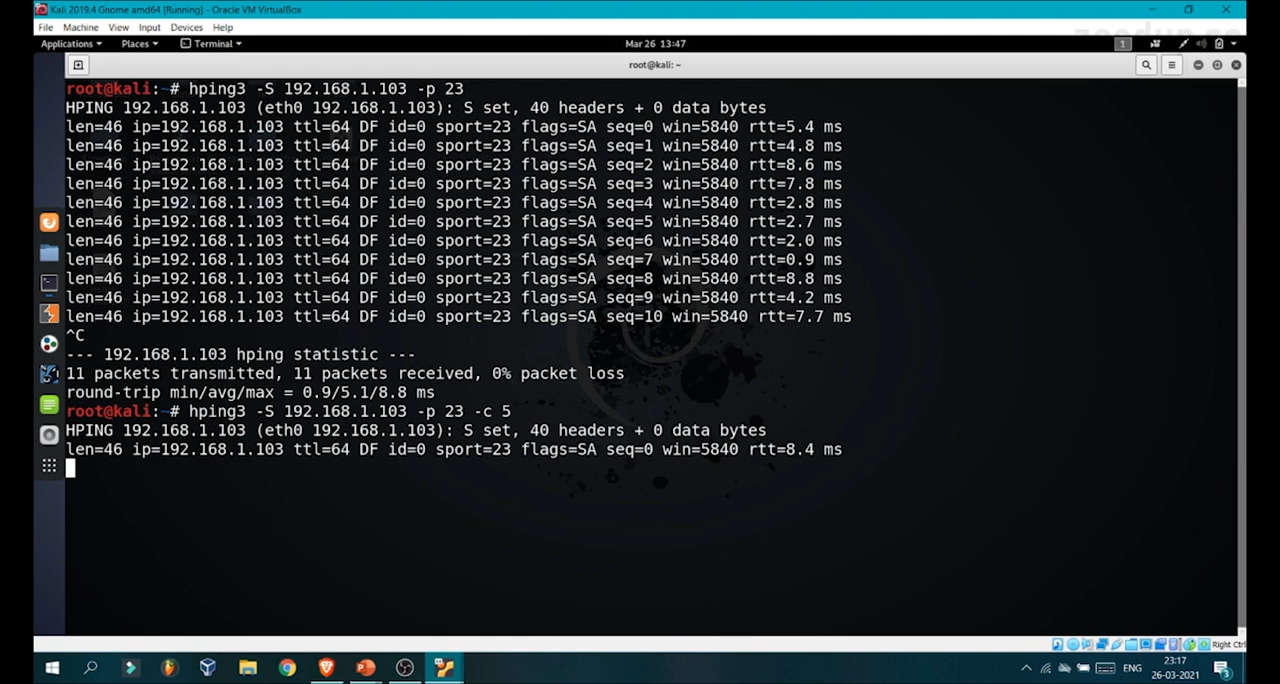 Kali 2019.4 Gnome amd64 [Running] - Oracle VM VirtualBox
File Machine View Input Devices Help
Applications Places Terminal Mar 26 13:47 1
root@kali: ~
root@kali:~# hping3 -S 192.168.1.103 -p 23
HPING 192.168.1.103 (eth0 192.168.1.103): S set, 40 headers + 0 data bytes
len=46 ip=192.168.1.103 ttl=64 DF id=0 sport=23 flags=SA seq=0 win=5840 rtt=5.4 ms
len=46 ip=192.168.1.103 ttl=64 DF id=0 sport=23 flags=SA seq=1 win=5840 rtt=4.8 ms
len=46 ip=192.168.1.103 ttl=64 DF id=0 sport=23 flags=SA seq=2 win=5840 rtt=8.6 ms
len=46 ip=192.168.1.103 ttl=64 DF id=0 sport=23 flags=SA seq=3 win=5840 rtt=7.8 ms
len=46 ip=192.168.1.103 ttl=64 DF id=0 sport=23 flags=SA seq=4 win=5840 rtt=2.8 ms
len=46 ip=192.168.1.103 ttl=64 DF id=0 sport=23 flags=SA seq=5 win=5840 rtt=2.7 ms
len=46 ip=192.168.1.103 ttl=64 DF id=0 sport=23 flags=SA seq=6 win=5840 rtt=2.0 ms
len=46 ip=192.168.1.103 ttl=64 DF id=0 sport=23 flags=SA seq=7 win=5840 rtt=0.9 ms
len=46 ip=192.168.1.103 ttl=64 DF id=0 sport=23 flags=SA seq=8 win=5840 rtt=8.8 ms
len=46 ip=192.168.1.103 ttl=64 DF id=0 sport=23 flags=SA seq=9 win=5840 rtt=4.2 ms
len=46 ip=192.168.1.103 ttl=64 DF id=0 sport=23 flags=SA seq=10 win=5840 rtt=7.7 ms
^C
--- 192.168.1.103 hping statistic ---
11 packets transmitted, 11 packets received, 0% packet loss
round-trip min/avg/max = 0.9/5.1/8.8 ms
root@kali:~# hping3 -S 192.168.1.103 -p 23 -c 5
HPING 192.168.1.103 (eth0 192.168.1.103): S set, 40 headers + 0 data bytes
len=46 ip=192.168.1.103 ttl=64 DF id=0 sport=23 flags=SA seq=0 win=5840 rtt=8.4 ms
Right Ctrl
ENG 23:17
26-03-2021 3